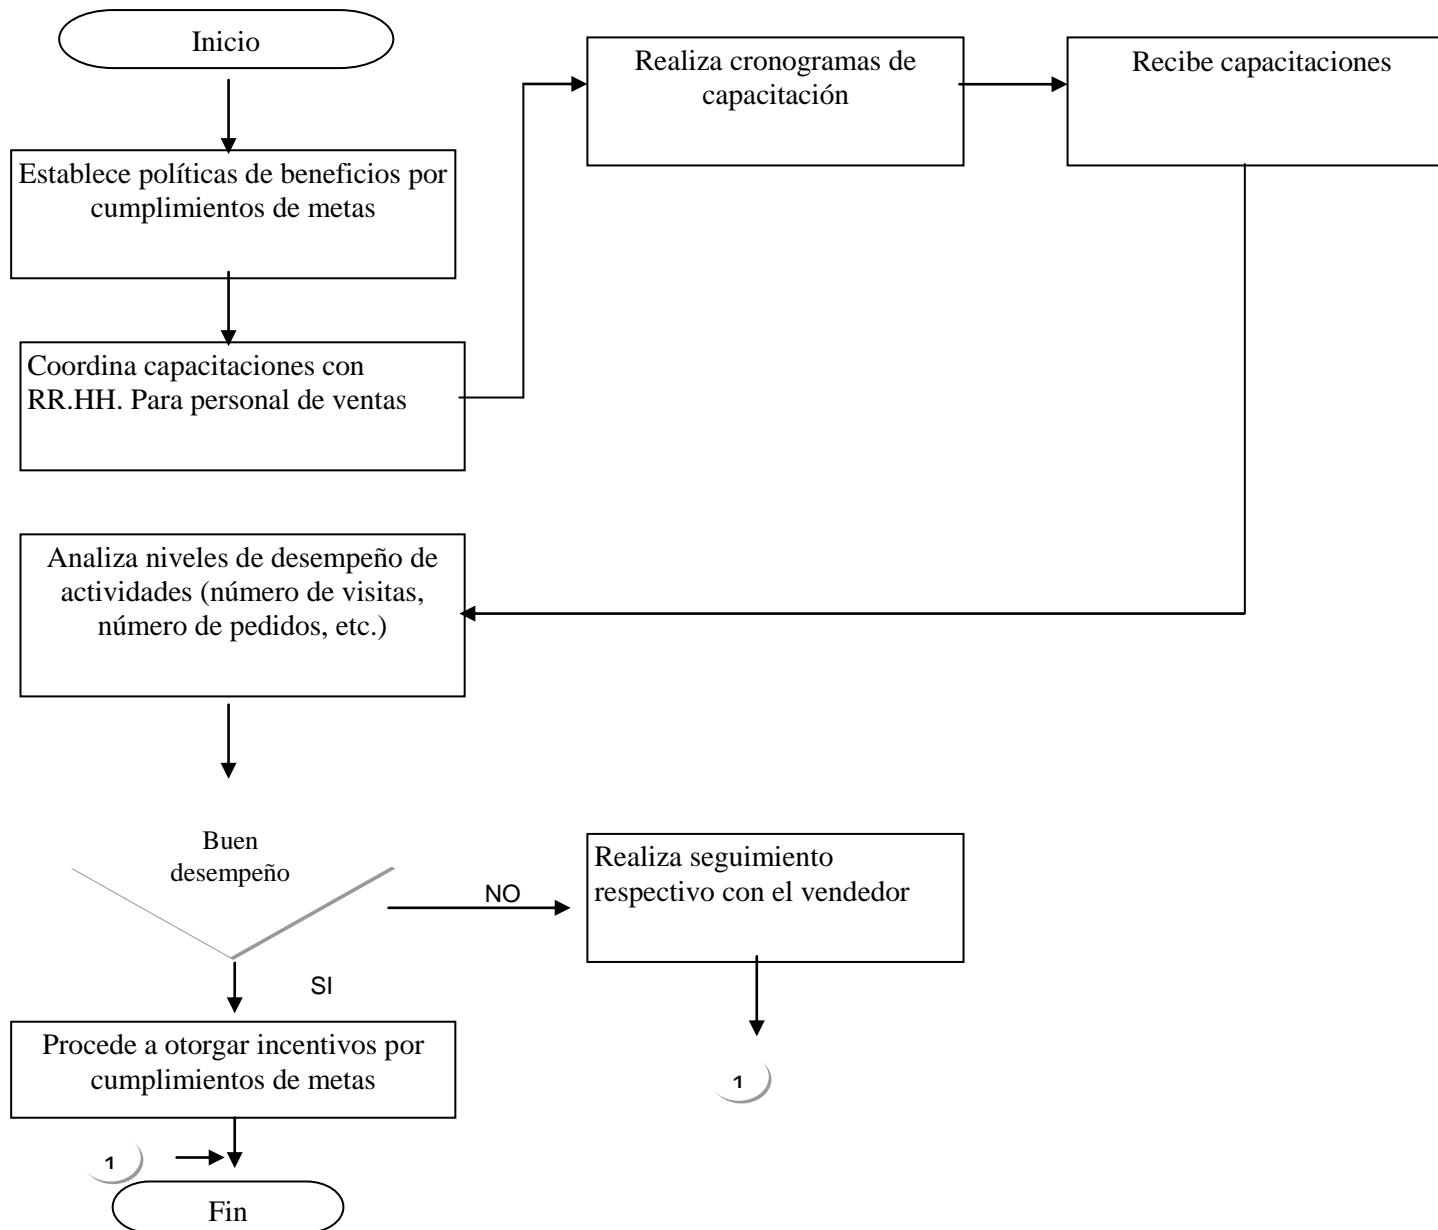 Inicio
Establece políticas de beneficios por
cumplimientos de metas
Coordina capacitaciones con
RR.HH. Para personal de ventas
Realiza cronogramas de
capacitación
Recibe capacitaciones
Analiza niveles de desempeño de
actividades (número de visitas,
número de pedidos, etc.)
Buen
desempeño
NO
Realiza seguimiento
respectivo con el vendedor
1
SI
Procede a otorgar incentivos por
cumplimientos de metas
1
Fin